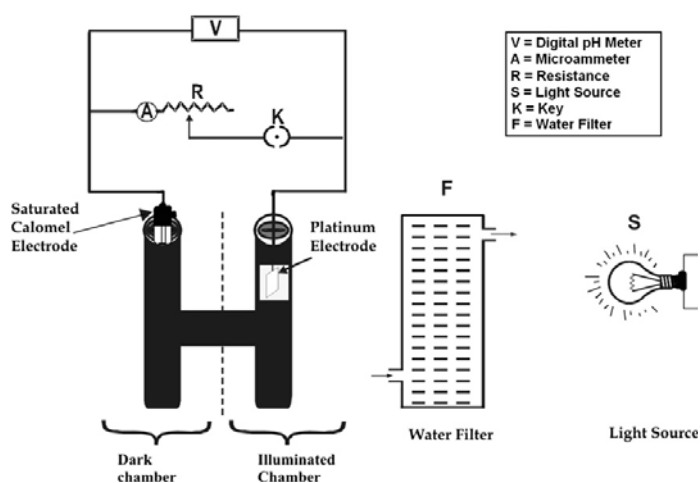 V
V = Digital pH Meter
A = Microammeter
R = Resistance
S = Light Source
K = Key
F = Water Filter
R
A
K
Saturated
Calomel
Electrode
Platinum
Electrode
F
S
Water Filter
Light Source
Dark
chamber
Illuminated
Chamber